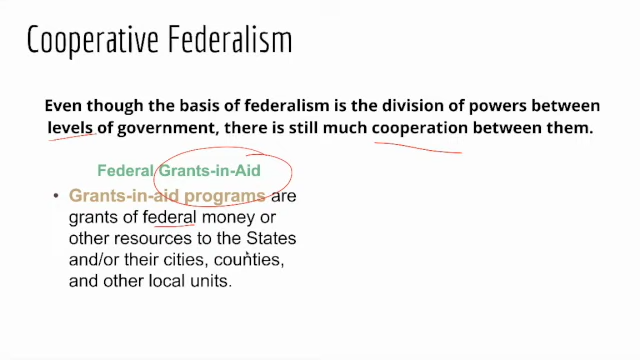 Cooperative Federalism
Even though the basis of federalism is the division of powers between
levels of government, there is still much cooperation between them.
Federal Grants-in-Aid
• Grants-in-aid programs are
grants of federal money or
other resources to the States
and/or their cities, counties,
and other local units.